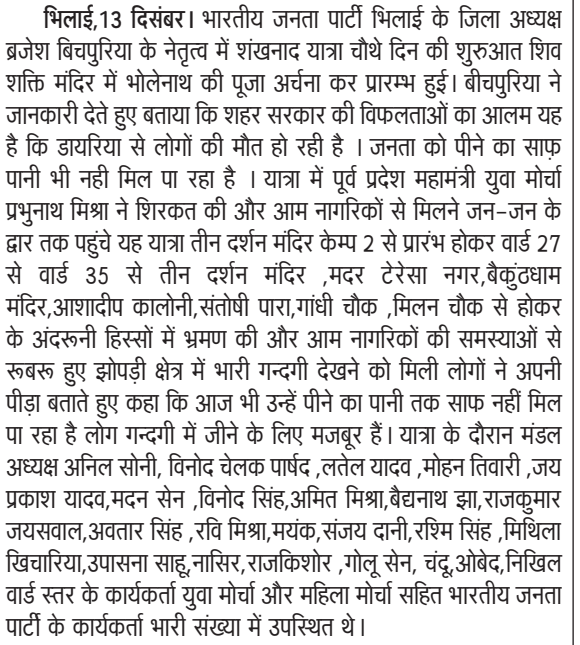 भिलाई,13 दिसंबर। भारतीय जनता पार्टी भिलाई के जिला अध्यक्ष
ब्रजेश बिचपुरिया के नेतृत्व में शंखनाद यात्रा चौथे दिन की शुरुआत शिव
शक्ति मंदिर में भोलेनाथ की पूजा अर्चना कर प्रारम्भ हुई। बीचपुरिया ने
जानकारी देते हुए बताया कि शहर सरकार की विफलताओं का आलम यह
है कि डायरिया से लोगों की मौत हो रही है । जनता को पीने का साफ़
पानी भी नही मिल पा रहा है । यात्रा में पूर्व प्रदेश महामंत्री युवा मोर्चा
प्रभुनाथ मिश्रा ने शिरकत की और आम नागरिकों से मिलने जन-जन के
द्वार तक पहुंचे यह यात्रा तीन दर्शन मंदिर केम्प 2 से प्रारंभ होकर वार्ड 27
से वार्ड 35 से तीन दर्शन मंदिर ,मदर टेरेसा नगर,बैकुंठधाम
मंदिर,आशादीप कालोनी,संतोषी पारा,गांधी चौक ,मिलन चौक से होकर
के अंदरूनी हिस्सों में भ्रमण की और आम नागरिकों की समस्याओं से
रूबरू हुए झोपड़ी क्षेत्र में भारी गन्दगी देखने को मिली लोगों ने अपनी
पीड़ा बताते हुए कहा कि आज भी उन्हें पीने का पानी तक साफ नहीं मिल
पा रहा है लोग गन्दगी में जीने के लिए मजबूर हैं। यात्रा के दौरान मंडल
अध्यक्ष अनिल सोनी, विनोद चेलक पार्षद ,लतेल यादव ,मोहन तिवारी ,जय
प्रकाश यादव,मदन सेन ,विनोद सिंह,अमित मिश्रा,बैद्यनाथ झा,राजकुमार
जयसवाल,अवतार सिंह ,रवि मिश्रा,मयंक,संजय दानी,रश्मि सिंह ,मिथिला
खिचारिया,उपासना साहू,नासिर,राजकिशोर ,गोलू सेन, चंदू,ओबेद,निखिल
वार्ड स्तर के कार्यकर्ता युवा मोर्चा और महिला मोर्चा सहित भारतीय जनता
पार्टी के कार्यकर्ता भारी संख्या में उपस्थित थे।